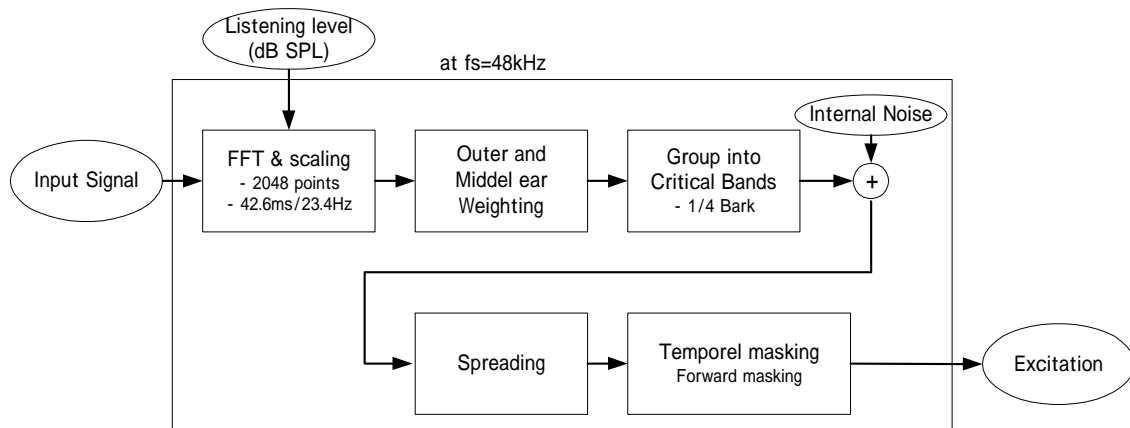 Listening level
(dB SPL)
at fs=48kHz
Internal Noise
Input Signal
FFT & scaling
- 2048 points
- 42.6ms/23.4Hz
Outer and
Middel ear
Weighting
Group into
Critical Bands
- 1/4 Bark
+
Spreading
Temporel masking
Forward masking
Excitation